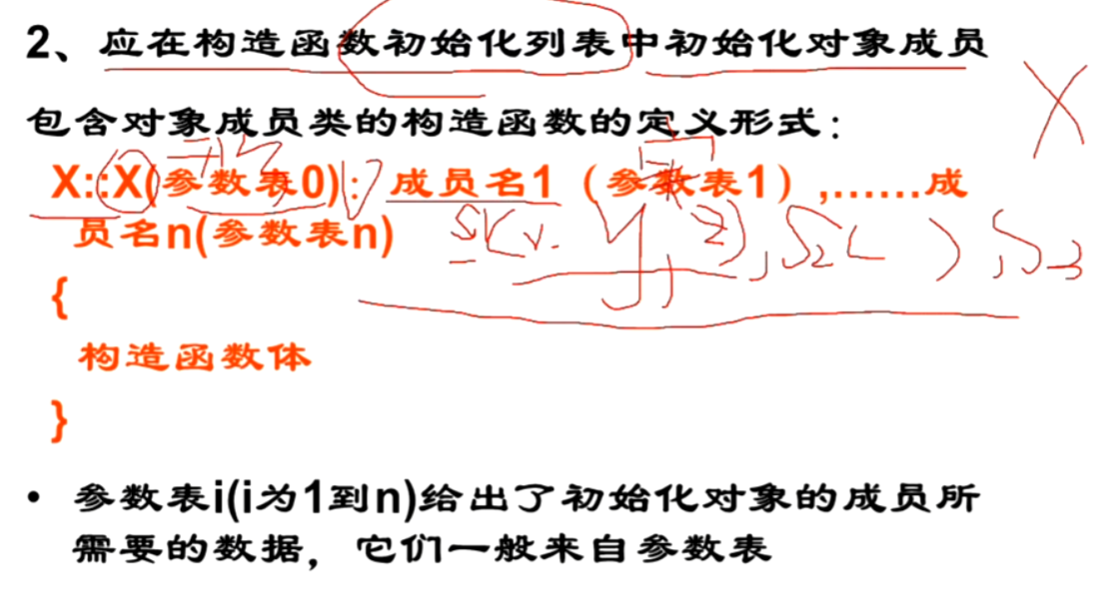 2、应在构造函数初始化列表中初始化对象成员
包含对象成员类的构造函数的定义形式：
X::X(参数表0)：成员名1（参数表1）,……成
员名n(参数表n)
{
构造函数体
}
• 参数表i(i为1到n)给出了初始化对象的成员所
需要的数据，它们一般来自参数表